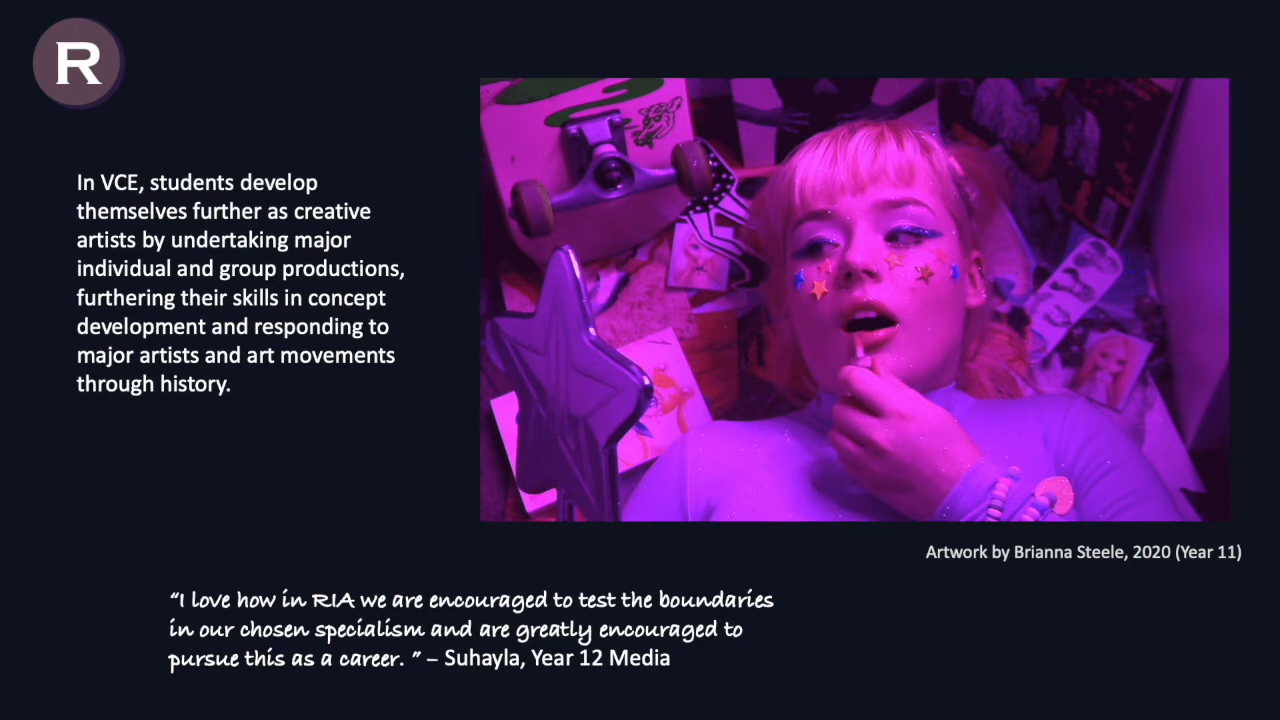 R
In VCE, students develop
themselves further as creative
artists by undertaking major
individual and group productions,
furthering their skills in concept
development and responding to
major artists and art movements
through history.
Artwork by Brianna Steele, 2020 (Year 11)
“I love how in RIA we are encouraged to test the boundaries
in our chosen specialism and are greatly encouraged to
pursue this as a career. ” – Suhayla, Year 12 Media